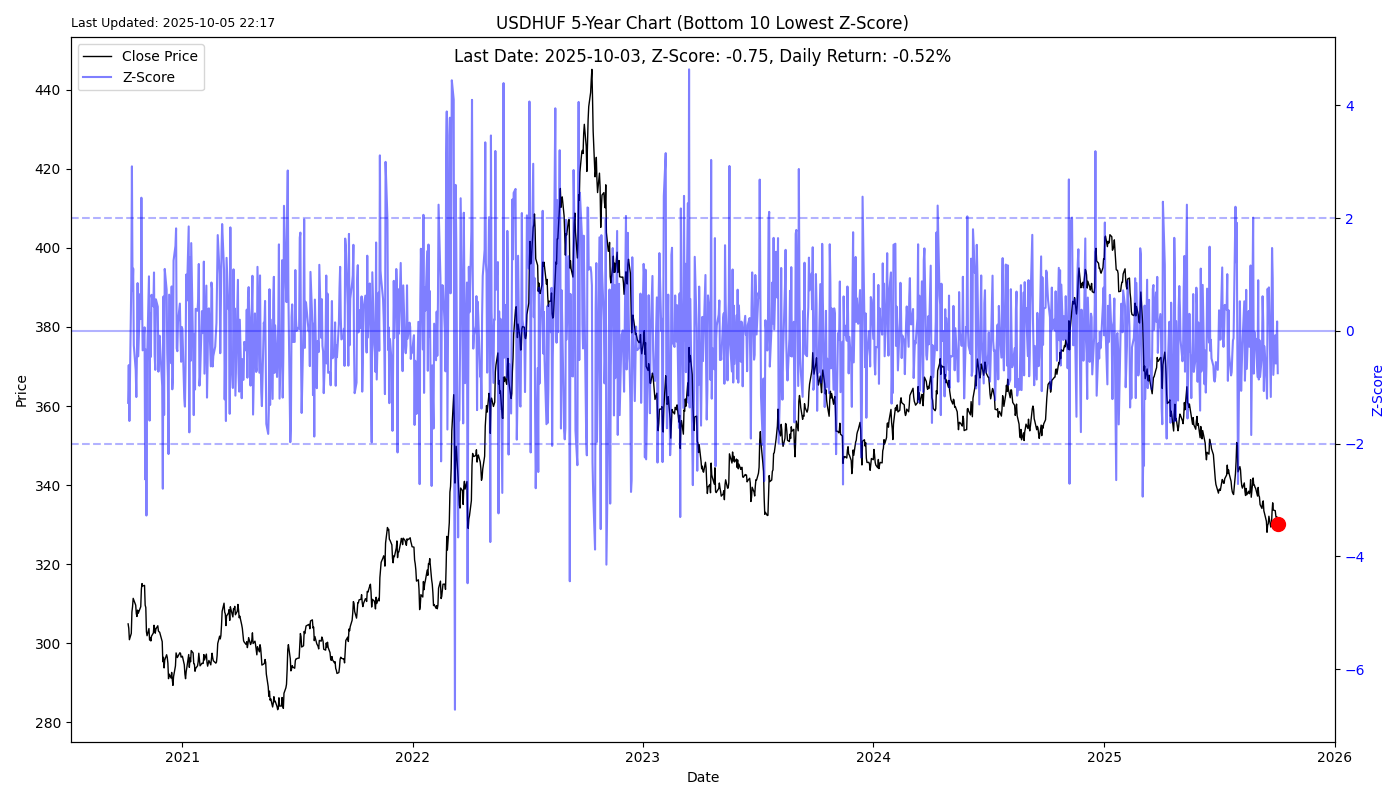 Last Updated: 2025-10-05 22:17
USDHUF 5-Year Chart (Bottom 10 Lowest Z-Score)
Last Date: 2025-10-03, Z-Score: -0.75, Daily Return: -0.52%
Close Price
Z-Score
440
420
400
380
360
340
320
300
280
Price
4
2
0
−2
−4
−6
Z-Score
2021
2022
2023
2024
2025
2026
Date